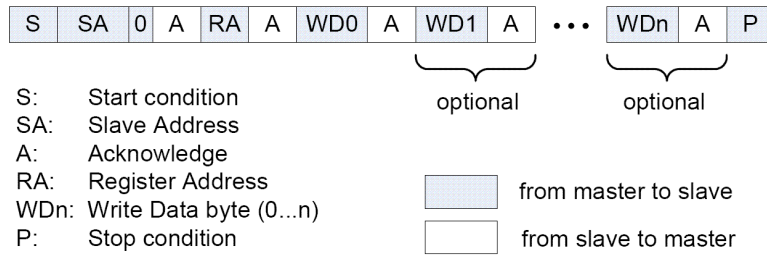 S SA 0 A RA A WD0 A WD1 A ••• WDn A P
optional optional
S: Start condition
SA: Slave Address
A: Acknowledge
RA: Register Address
WDn: Write Data byte (0...n)
P: Stop condition
from master to slave
from slave to master